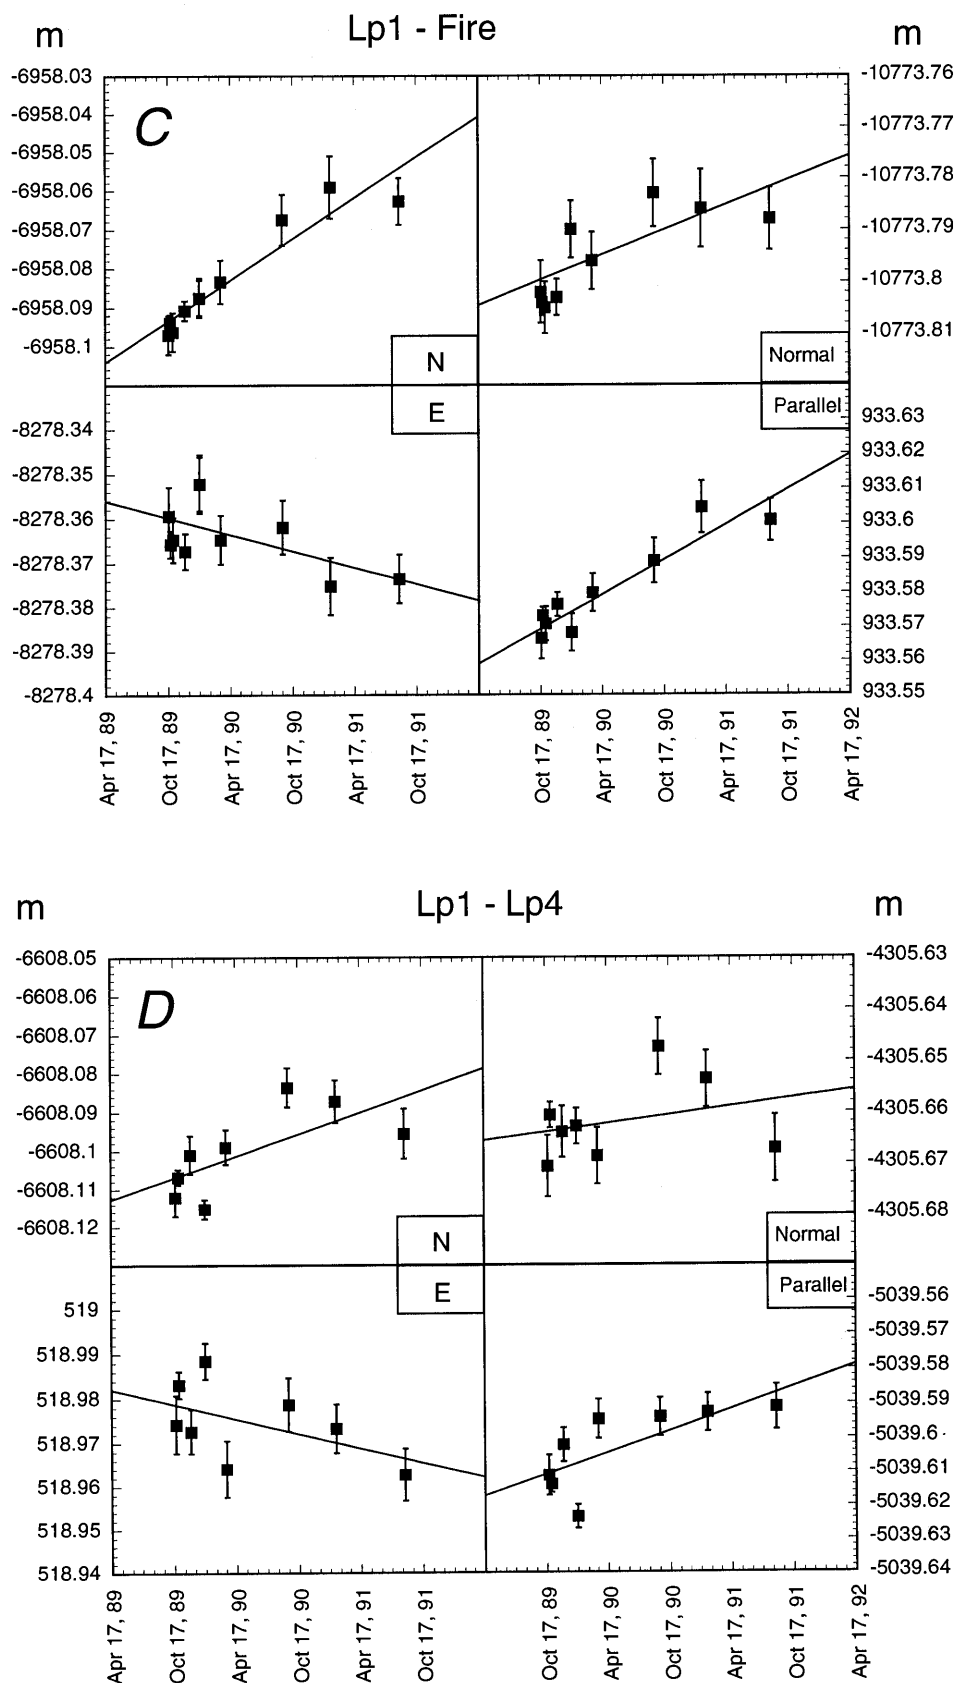 Lp1 - Fire
m
m
C
-6958.03
-6958.04
-6958.05
-6958.06
-6958.07
-6958.08
-6958.09
-6958.1
N
E
-8278.34
-8278.35
-8278.36
-8278.37
-8278.38
-8278.39
-8278.4
-10773.76
-10773.77
-10773.78
-10773.79
-10773.8
-10773.81
Normal
Parallel
933.63
933.62
933.61
933.6
933.59
933.58
933.57
933.56
933.55
Apr 17, 89
Oct 17, 89
Apr 17, 90
Oct 17, 90
Apr 17, 91
Oct 17, 91
Oct 17, 89
Apr 17, 90
Oct 17, 90
Apr 17, 91
Oct 17, 91
Apr 17, 92
Lp1 - Lp4
m
m
D
-6608.05
-6608.06
-6608.07
-6608.08
-6608.09
-6608.1
-6608.11
-6608.12
N
E
519
518.99
518.98
518.97
518.96
518.95
518.94
-4305.63
-4305.64
-4305.65
-4305.66
-4305.67
-4305.68
Normal
Parallel
-5039.56
-5039.57
-5039.58
-5039.59
-5039.6
-5039.61
-5039.62
-5039.63
-5039.64
Apr 17, 89
Oct 17, 89
Apr 17, 90
Oct 17, 90
Apr 17, 91
Oct 17, 91
Oct 17, 89
Apr 17, 90
Oct 17, 90
Apr 17, 91
Oct 17, 91
Apr 17, 92